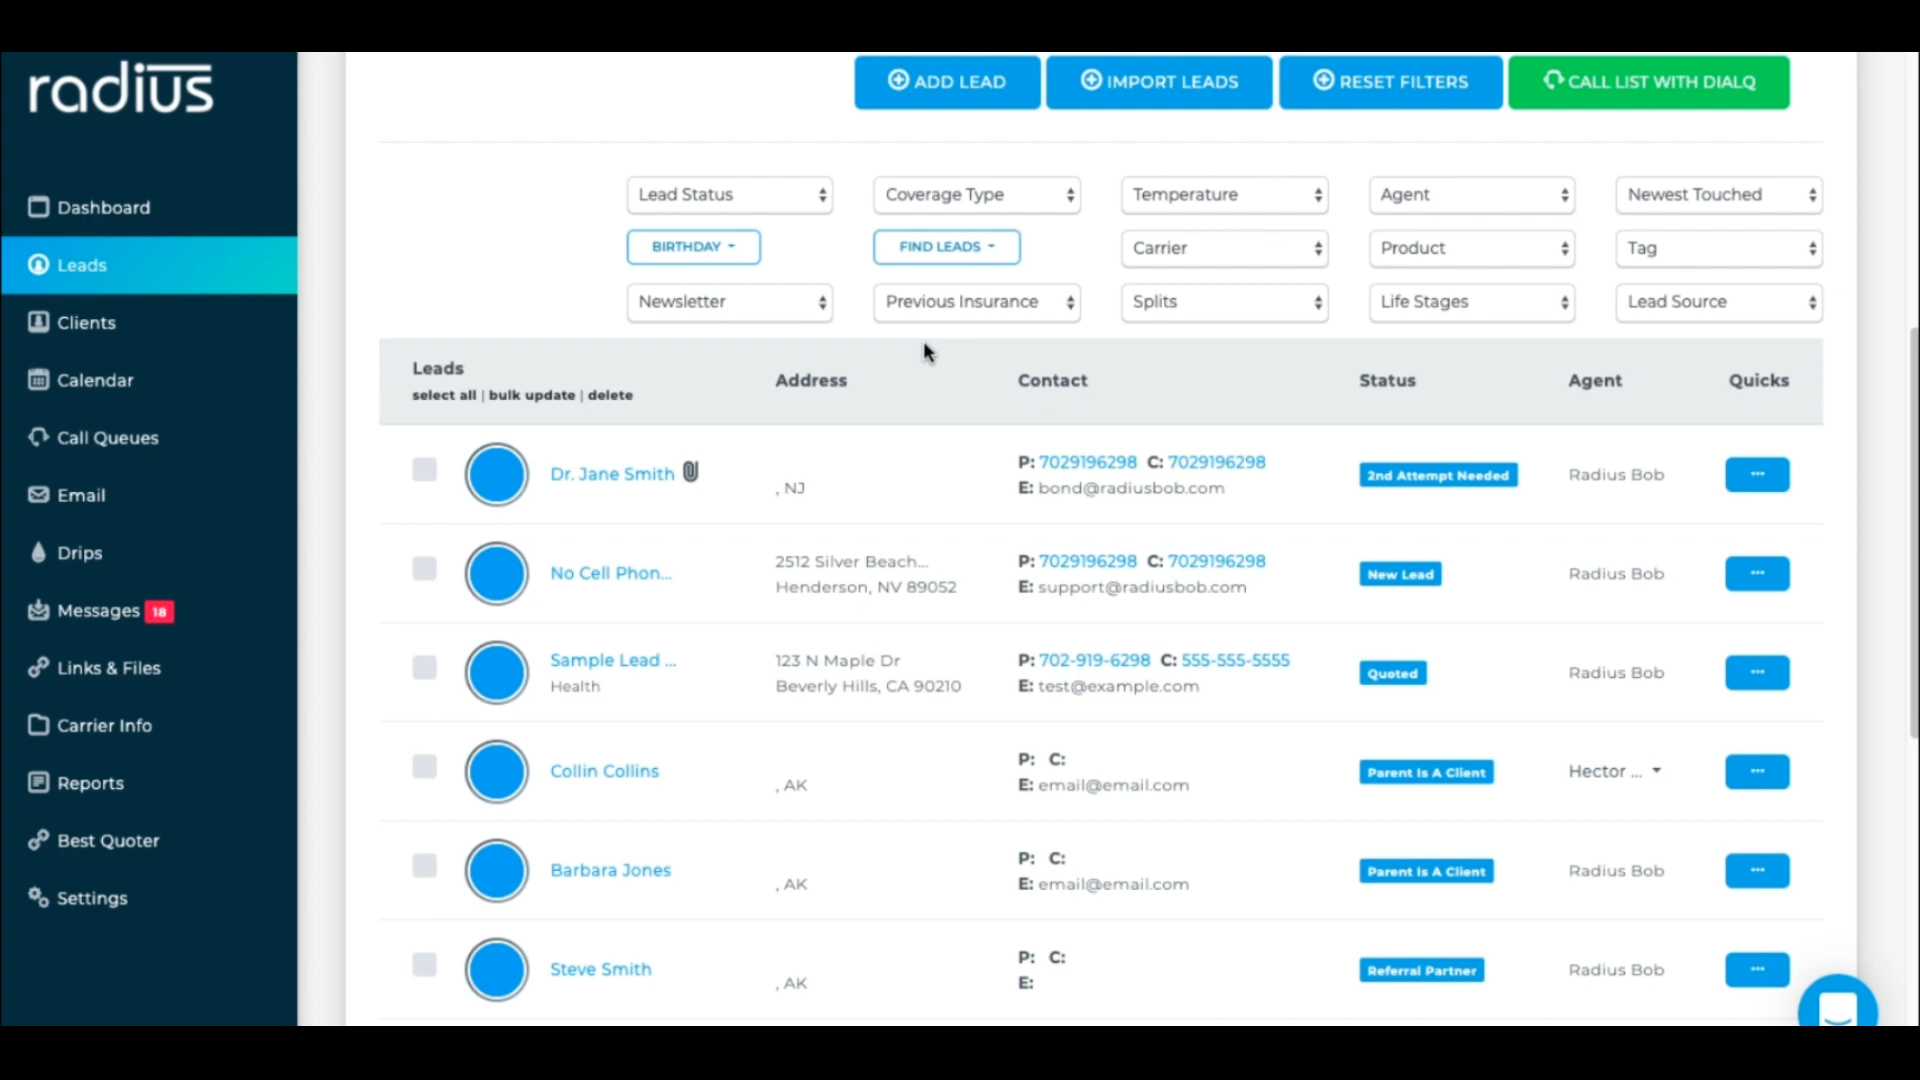 radius
ADD LEAD IMPORT LEADS RESET FILTERS CALL LIST WITH DIALQ
Dashboard
Leads
Clients
Calendar
Call Queues
Email
Drips
Messages 18
Links & Files
Carrier Info
Reports
Best Quoter
Settings
Lead Status Coverage Type Temperature Agent Newest Touched
BIRTHDAY FIND LEADS Carrier Product Tag
Newsletter Previous Insurance Splits Life Stages Lead Source
Leads Address Contact Status Agent Quicks
select all | bulk update | delete
Dr. Jane Smith , NJ P: 7029196298 C: 7029196298 2nd Attempt Needed Radius Bob
E: bond@radiusbob.com
No Cell Phon... 2512 Silver Beach... P: 7029196298 C: 7029196298 New Lead Radius Bob
Henderson, NV 89052 E: support@radiusbob.com
Sample Lead ... 123 N Maple Dr P: 702-919-6298 C: 555-555-5555 Quoted Radius Bob
Health Beverly Hills, CA 90210 E: test@example.com
Collin Collins , AK P: C: Parent Is A Client Hector ...
E: email@email.com
Barbara Jones , AK P: C: Parent Is A Client Radius Bob
E: email@email.com
Steve Smith , AK P: C: Referral Partner Radius Bob
E: